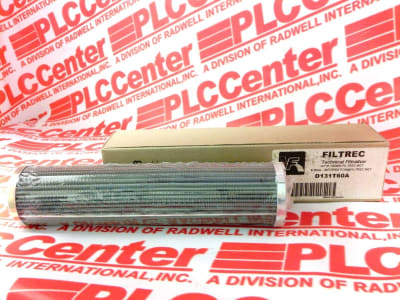 PLCCenter
A DIVISION OF RADWELL INTERNATIONAL, INC.
FILTREC
Technical Filtration
D131T60A